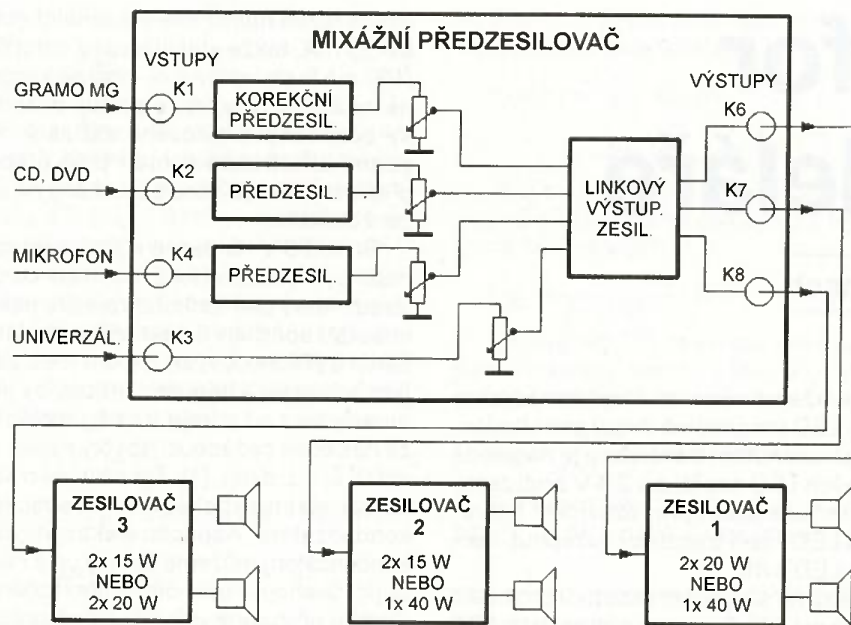 for
MIXÁŽNÍ PŘEDZESILOVAČ
VSTUPY
VÝSTUPY
GRAMO MG
K1
KOREKČNÍ
PŘEDZESIL.
K6
CD, DVD
K2
PŘEDZESIL.
LINKOVÝ
VÝSTUP.
ZESIL.
K7
MIKROFON
K4
PŘEDZESIL.
K8
UNIVERZÁL.
K3
ZESILOVAČ
3
2x 15 W
NEBO
2x 20 W
ZESILOVAČ
2
2x 15 W
NEBO
1x 40 W
ZESILOVAČ
1
2x 20 W
NEBO
1x 40 W